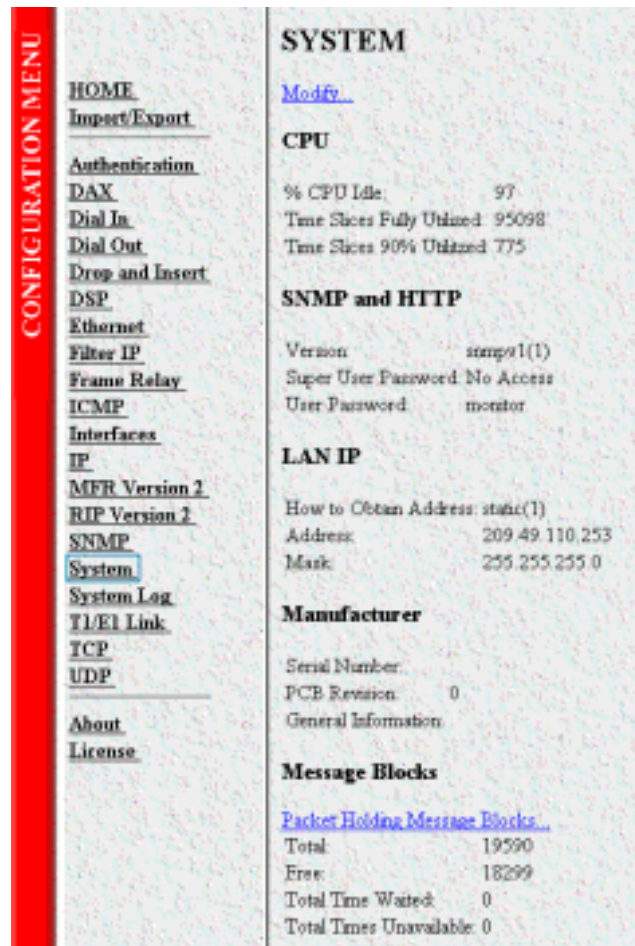 CONFIGURATION MENU
HOME
Import/Export
Authentication
DAX
Dial In
Dial Out
Drop and Insert
DSP
Ethernet
Filter IP
Frame Relay
ICMP
Interfaces
IP
MFR Version 2
RIP Version 2
SNMP
System
System Log
T1/E1 Link
TCP
UDP
About
License
SYSTEM
Modify...
CPU
% CPU Idle: 97
Time Slices Fully Utilized: 95098
Time Slices 90% Utilized: 775
SNMP and HTTP
Version: snmpv1(1)
Super User Password: No Access
User Password: monitor
LAN IP
How to Obtain Address: static(1)
Address: 209.49.110.253
Mask: 255.255.255.0
Manufacturer
Serial Number:
PCB Revision: 0
General Information:
Message Blocks
Packet Holding Message Blocks...
Total: 19590
Free: 18299
Total Time Waited: 0
Total Times Unavailable: 0